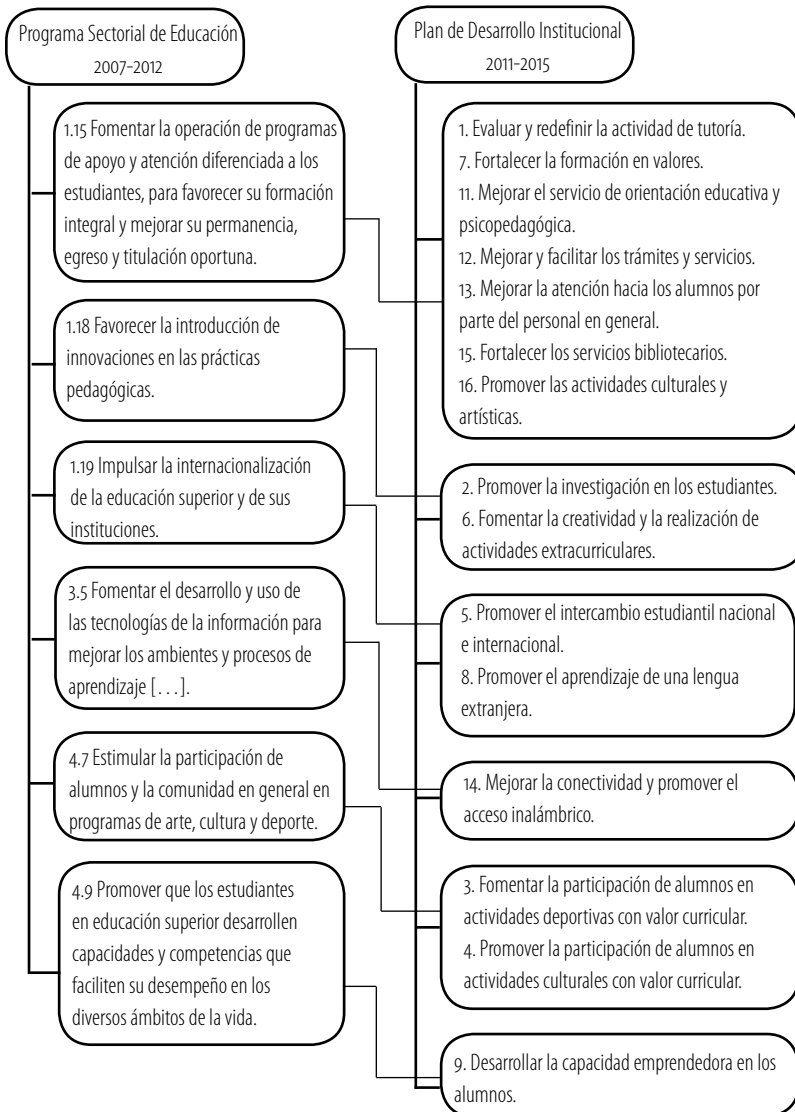 Programa Sectorial de Educación
2007-2012
1.15 Fomentar la operación de programas
de apoyo y atención diferenciada a los
estudiantes, para favorecer su formación
integral y mejorar su permanencia,
egreso y titulación oportuna.
1.18 Favorecer la introducción de
innovaciones en las prácticas
pedagógicas.
1.19 Impulsar la internacionalización
de la educación superior y de sus
instituciones.
3.5 Fomentar el desarrollo y uso de
las tecnologías de la información para
mejorar los ambientes y procesos de
aprendizaje [...].
4.7 Estimular la participación de
alumnos y la comunidad en general en
programas de arte, cultura y deporte.
4.9 Promover que los estudiantes
en educación superior desarrollen
capacidades y competencias que
faciliten su desempeño en los
diversos ámbitos de la vida.
Plan de Desarrollo Institucional
2011-2015
1. Evaluar y redefinir la actividad de tutoría.
7. Fortalecer la formación en valores.
11. Mejorar el servicio de orientación educativa y
psicopedagógica.
12. Mejorar y facilitar los trámites y servicios.
13. Mejorar la atención hacia los alumnos por
parte del personal en general.
15. Fortalecer los servicios bibliotecarios.
16. Promover las actividades culturales y
artísticas.
2. Promover la investigación en los estudiantes.
6. Fomentar la creatividad y la realización de
actividades extracurriculares.
5. Promover el intercambio estudiantil nacional
e internacional.
8. Promover el aprendizaje de una lengua
extranjera.
14. Mejorar la conectividad y promover el
acceso inalámbrico.
3. Fomentar la participación de alumnos en
actividades deportivas con valor curricular.
4. Promover la participación de alumnos en
actividades culturales con valor curricular.
9. Desarrollar la capacidad emprendedora en los
alumnos.